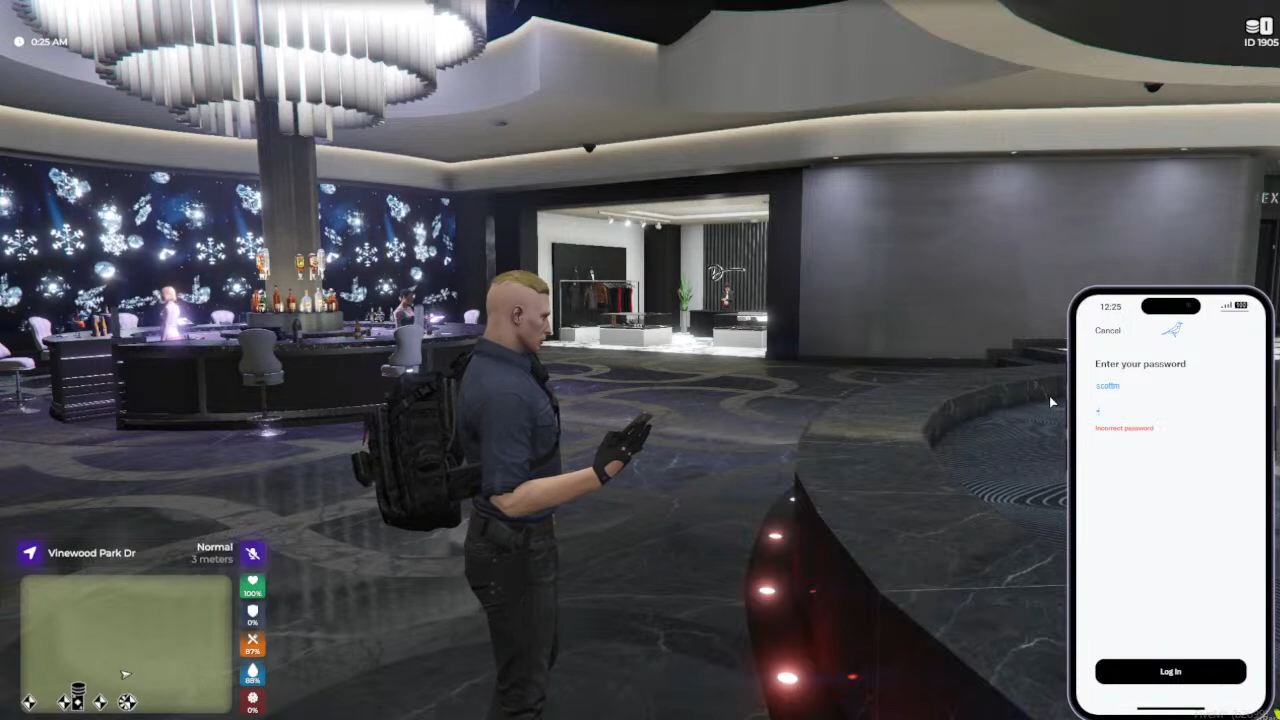 0:25 AM
ID 1905
EX
12:25
100
Cancel
Enter your password
scottm
Incorrect password
Log In
Vinewood Park Dr
Normal
3 meters
100%
0%
87%
88%
0%